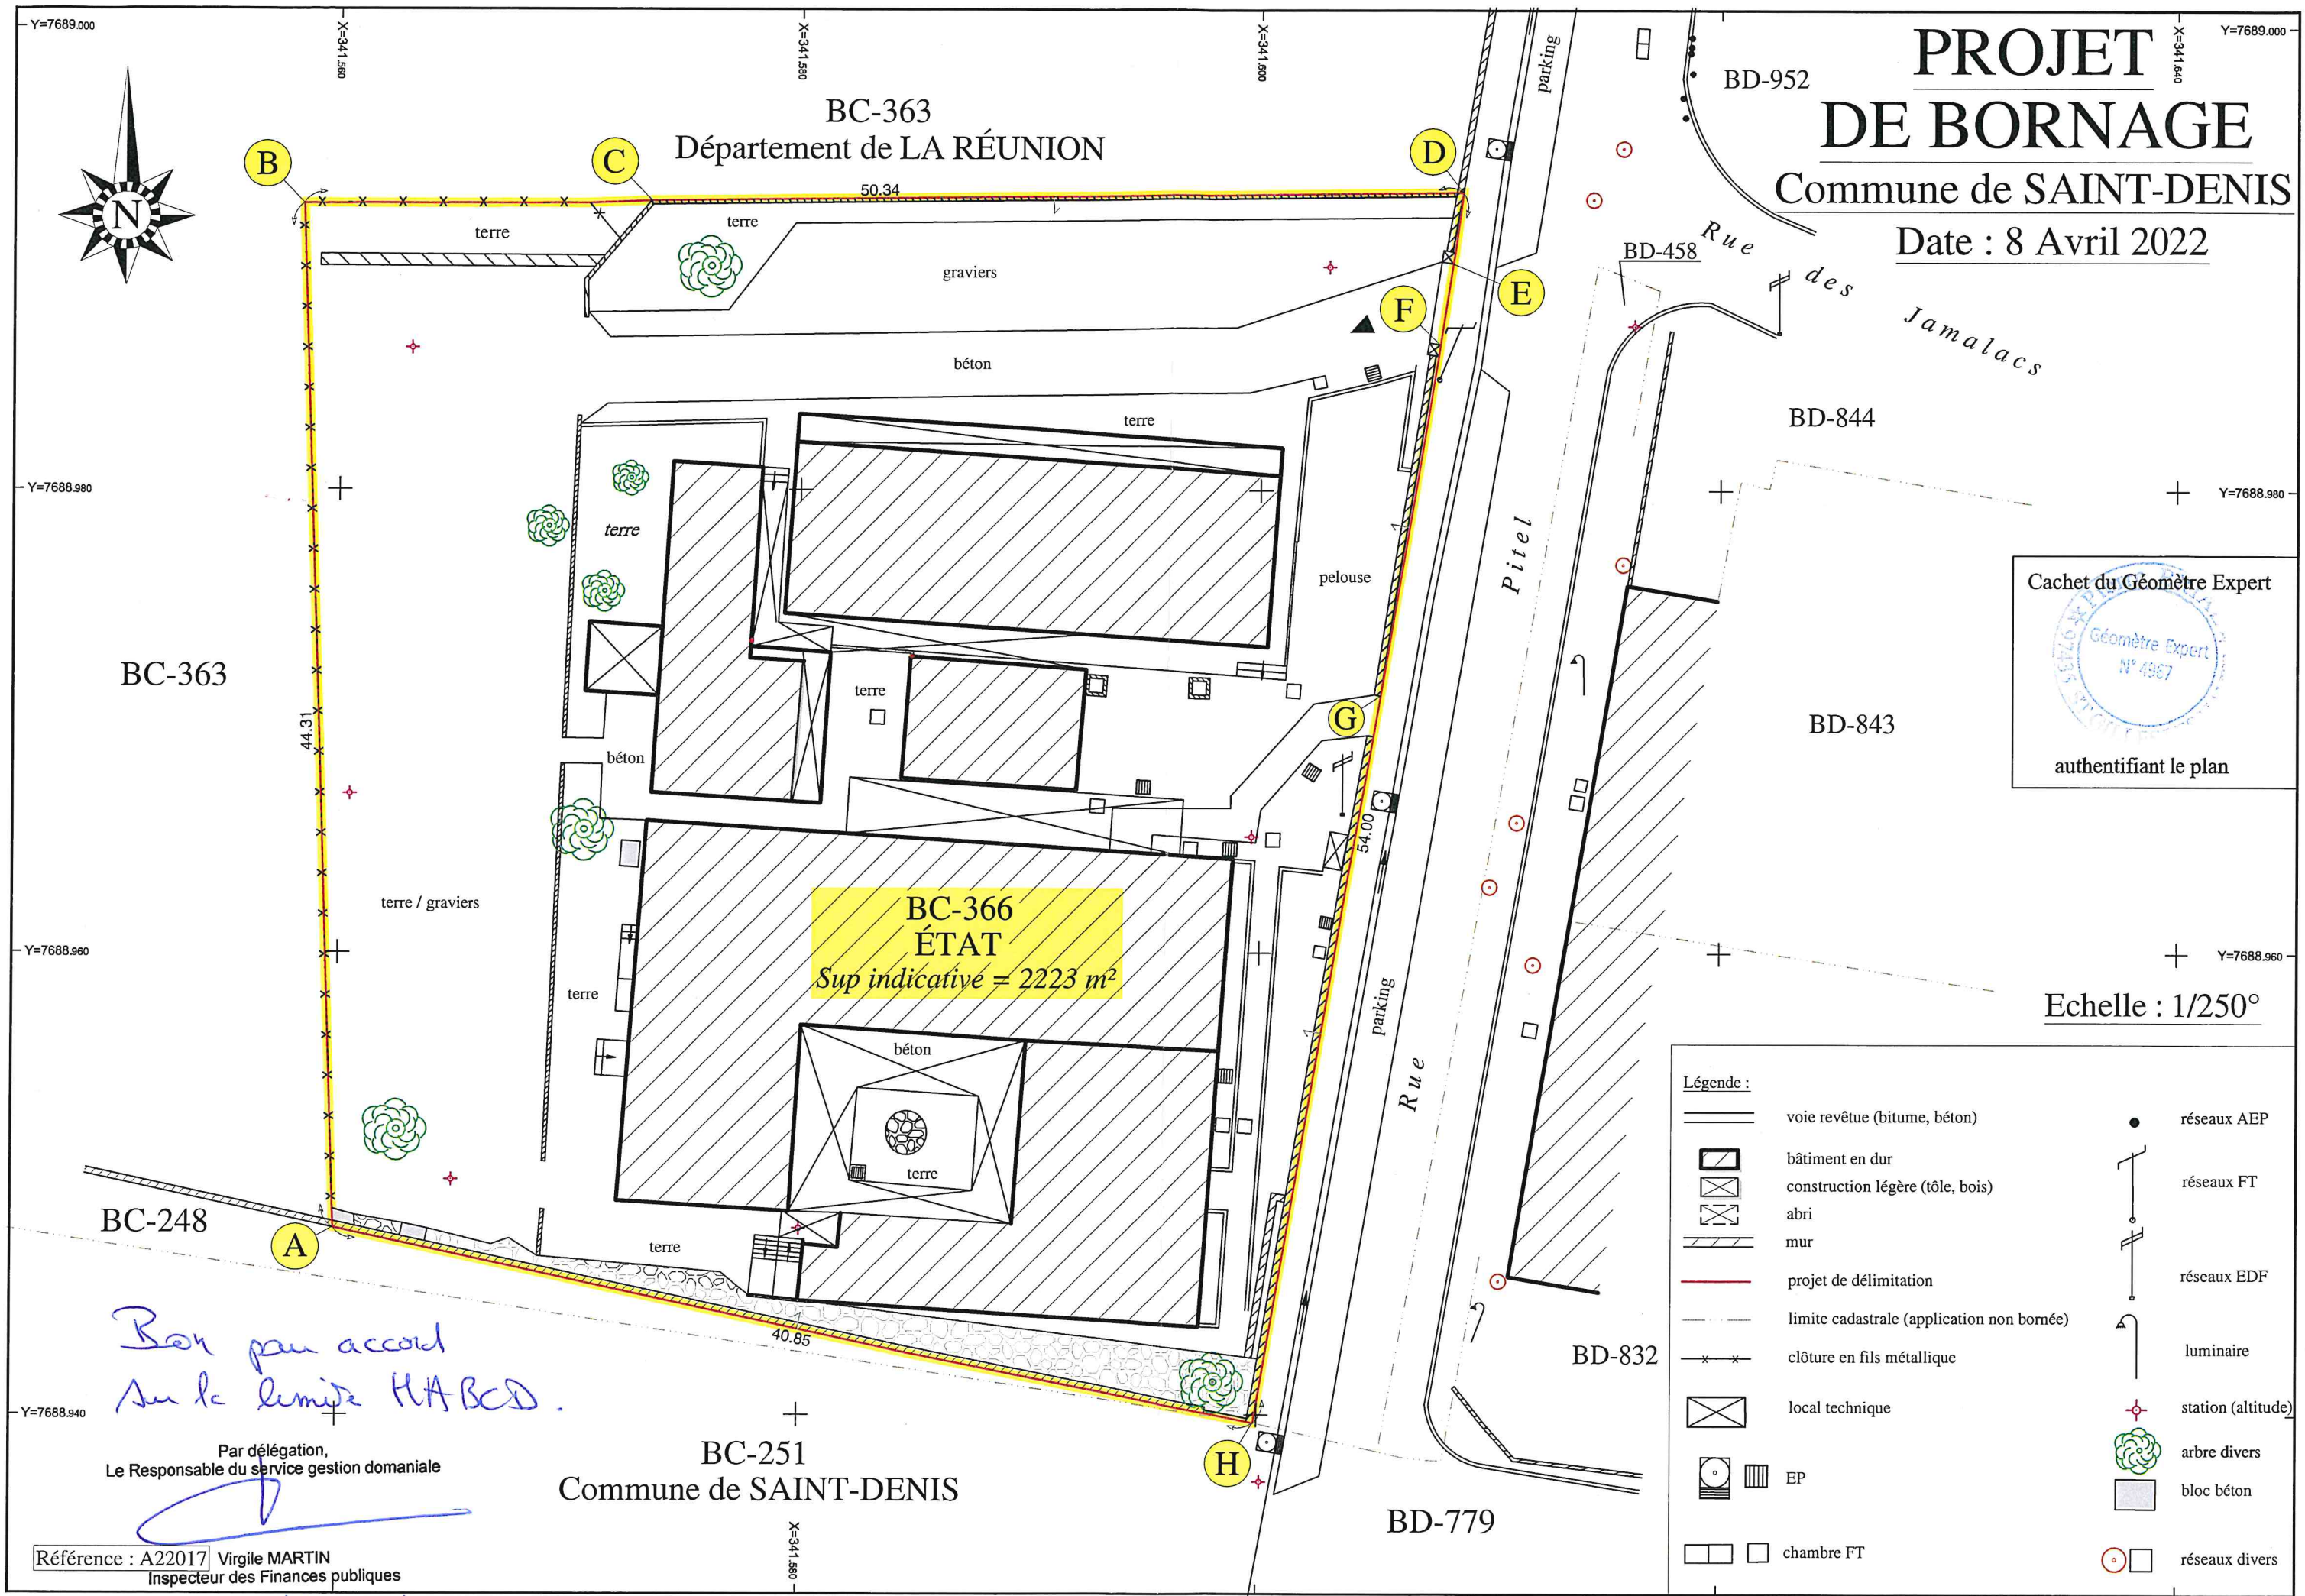 Y=7689.000
X=341.560
X=341.580
X=341.600
X=341.640
Y=7689.000
PROJET
DE BORNAGE
Commune de SAINT-DENIS
Date : 8 Avril 2022
BC-363
Département de LA RÉUNION
BD-952
parking
B
C
D
50.34
N
terre
terre
graviers
E
F
BD-458
Rue des Jamalacs
béton
terre
BD-844
Y=7688.980
Y=7688.980
terre
Pitel
pelouse
Cachet du Géomètre Expert
Géomètre Expert
N° 4967
authentifiant le plan
BC-363
44.31
terre
G
BD-843
béton
54.00
terre / graviers
BC-366
ÉTAT
Sup indicative = 2223 m²
Y=7688.960
Y=7688.960
terre
parking
Echelle : 1/250°
béton
Rue
terre
BC-248
A
terre
40.85
Légende :
voie revêtue (bitume, béton)
bâtiment en dur
construction légère (tôle, bois)
abri
mur
projet de délimitation
limite cadastrale (application non bornée)
clôture en fils métallique
local technique
EP
chambre FT
réseaux AEP
réseaux FT
réseaux EDF
luminaire
station (altitude)
arbre divers
bloc béton
réseaux divers
BD-832
Bon pour accord
sur la limite HABCD.
Y=7688.940
Par délégation,
Le Responsable du service gestion domaniale
BC-251
Commune de SAINT-DENIS
H
BD-779
X=341.580
Référence : A22017
Virgile MARTIN
Inspecteur des Finances publiques